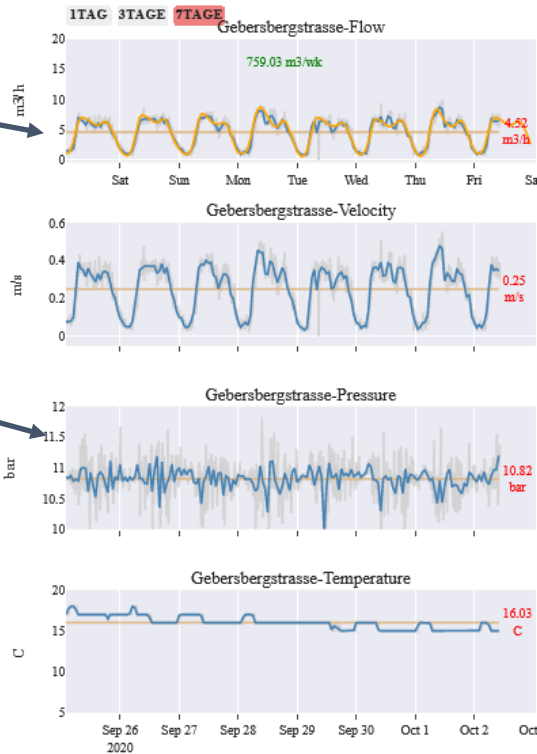 1TAG 3TAGE 7TAGE
Gebersbergstrasse-Flow
m3/h
20
15
10
5
0
759.03 m3/wk
4.52
m3/h
Sat Sun Mon Tue Wed Thu Fri Sa
Gebersbergstrasse-Velocity
m/s
0.6
0.4
0.2
0
0.25
m/s
Gebersbergstrasse-Pressure
bar
12
11.5
11
10.5
10
10.82
bar
Gebersbergstrasse-Temperature
C
20
15
10
5
16.03
C
Sep 26 Sep 27 Sep 28 Sep 29 Sep 30 Oct 1 Oct 2 Oct
2020